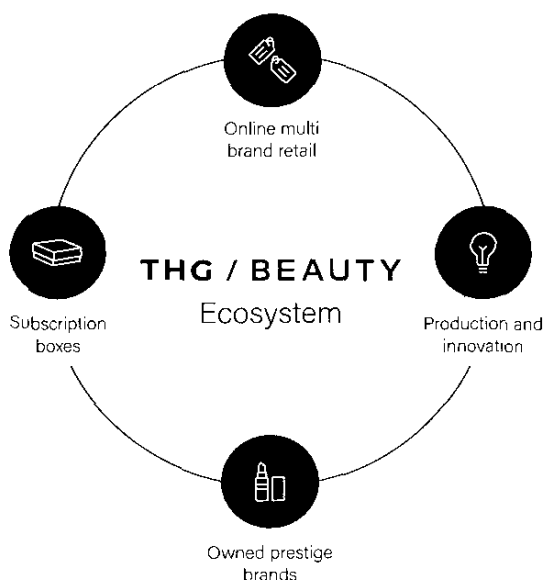 Online multi
brand retail
THG / BEAUTY
Ecosystem
Subscription
boxes
Production and
innovation
Owned prestige
brands